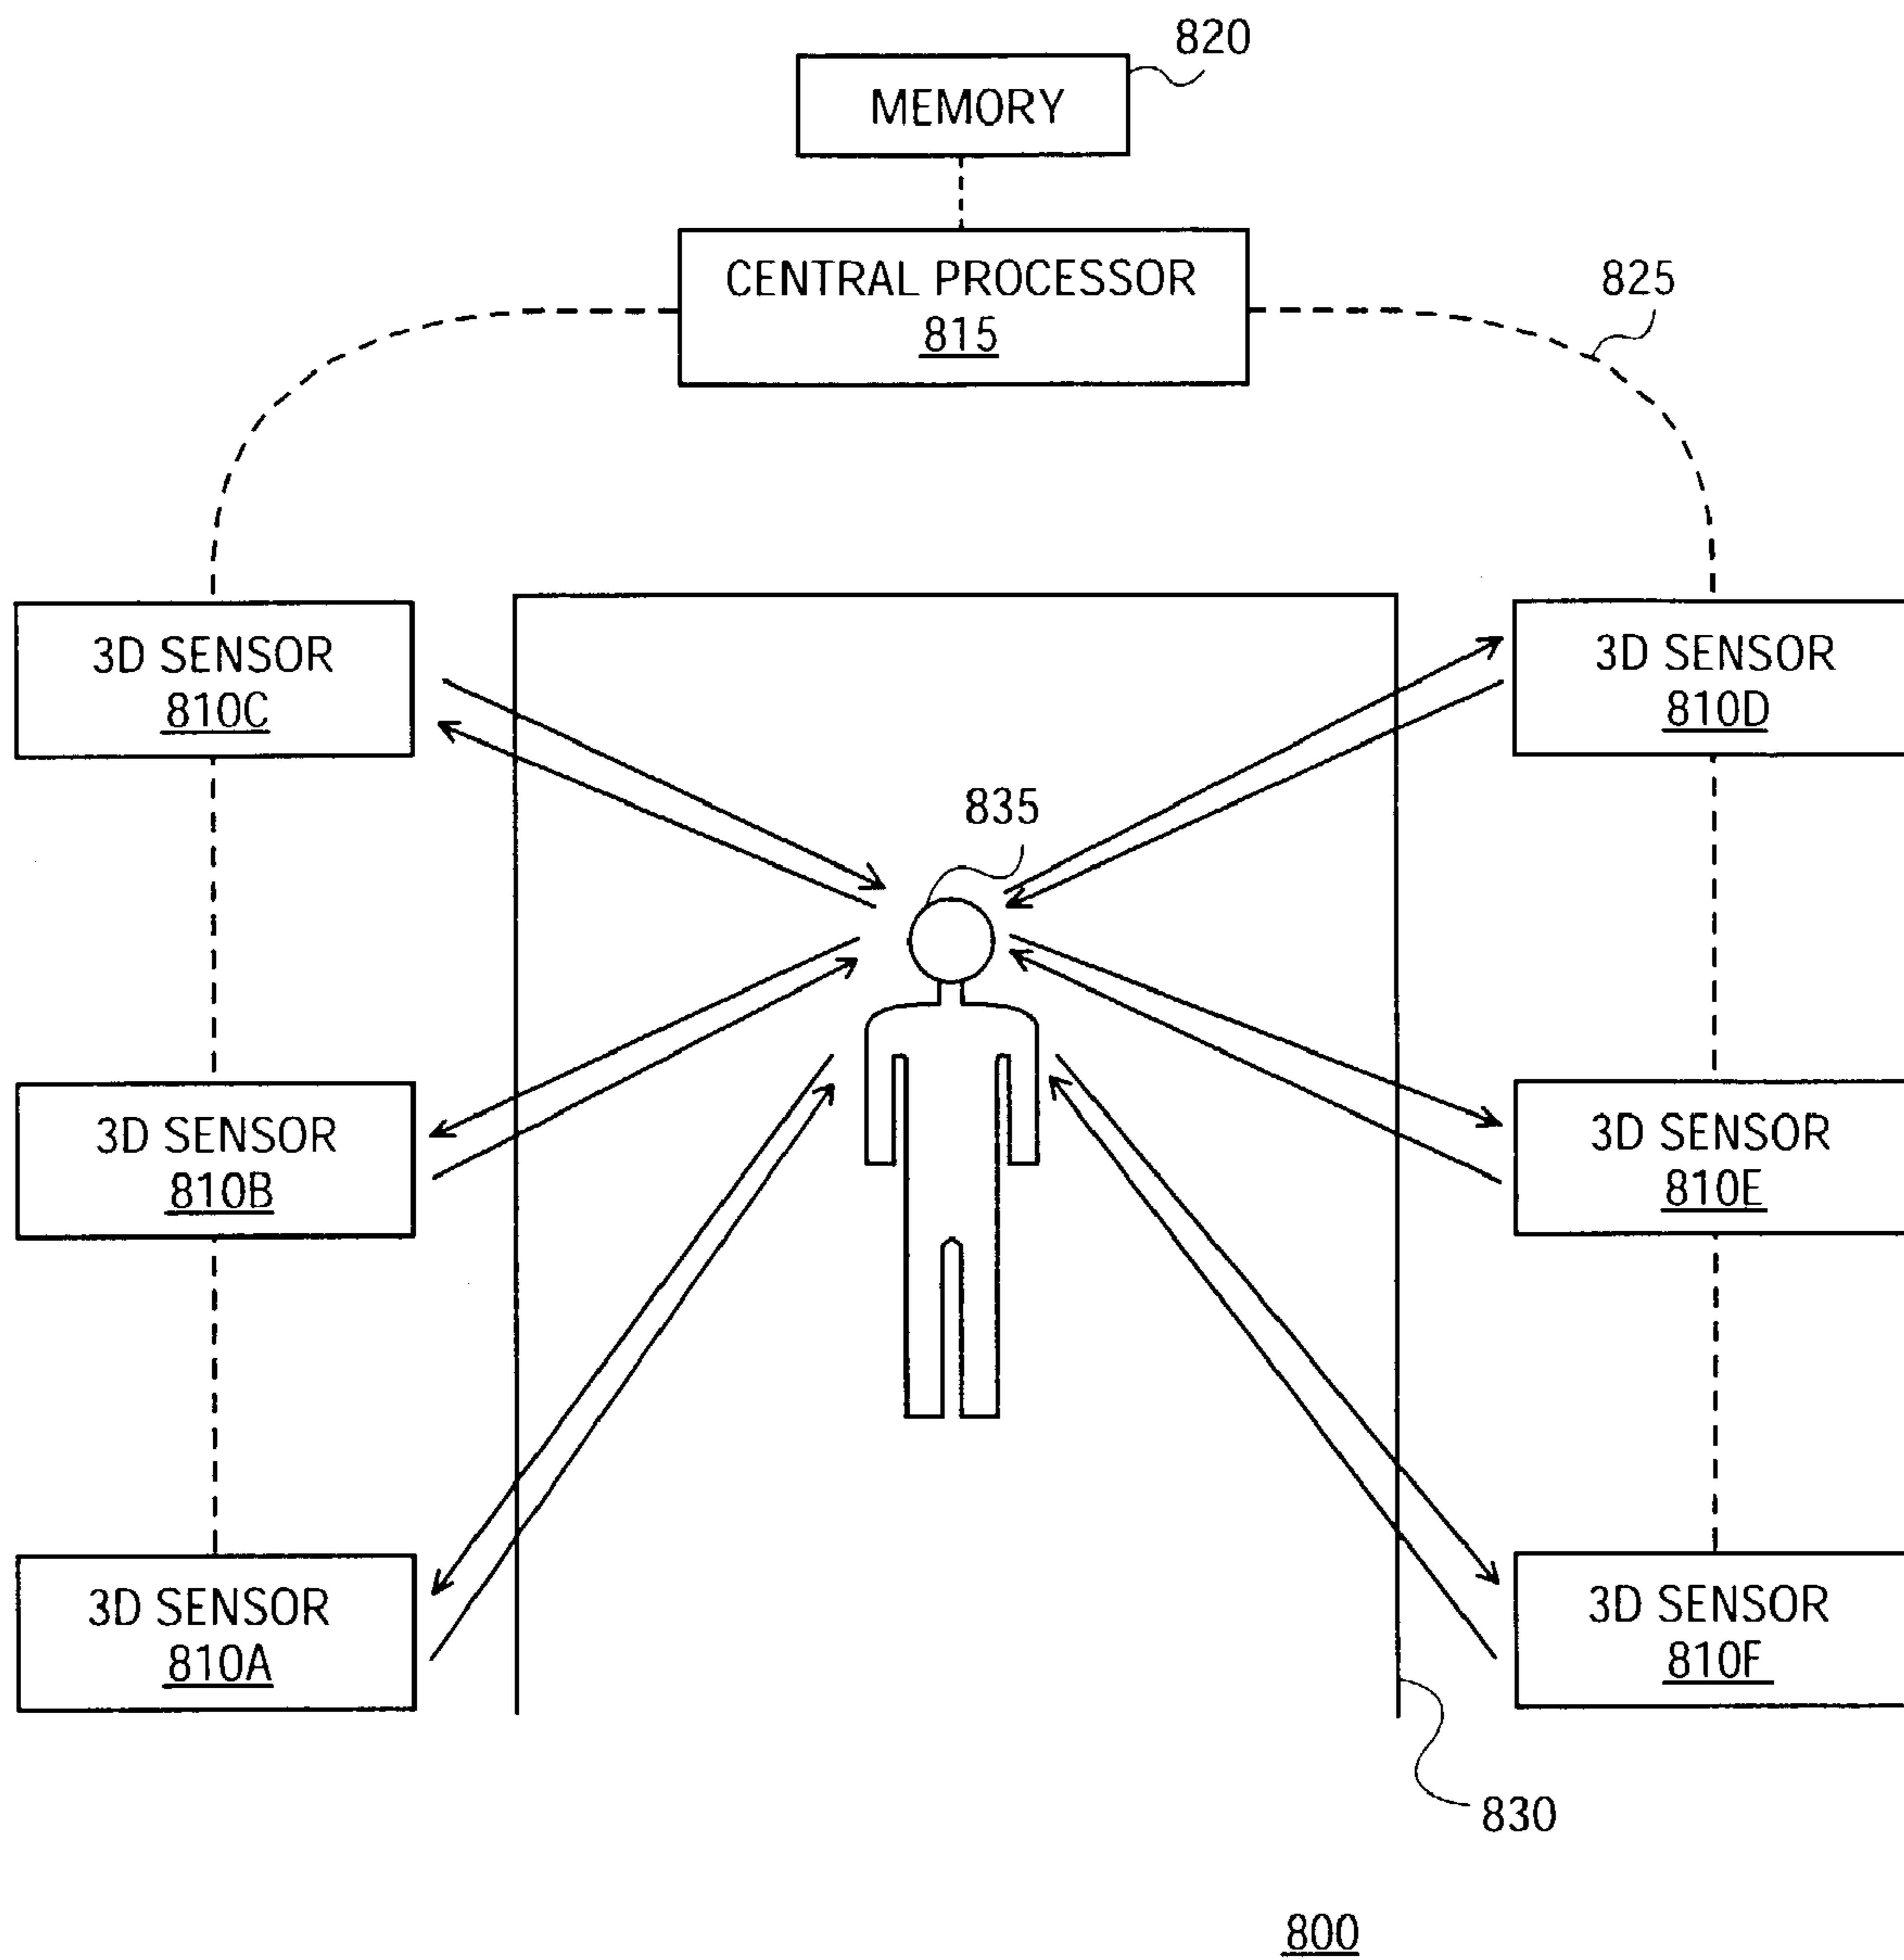 820
MEMORY
CENTRAL PROCESSOR
815
825
3D SENSOR
810C
3D SENSOR
810D
835
3D SENSOR
810B
3D SENSOR
810E
3D SENSOR
810A
3D SENSOR
810F
830
800